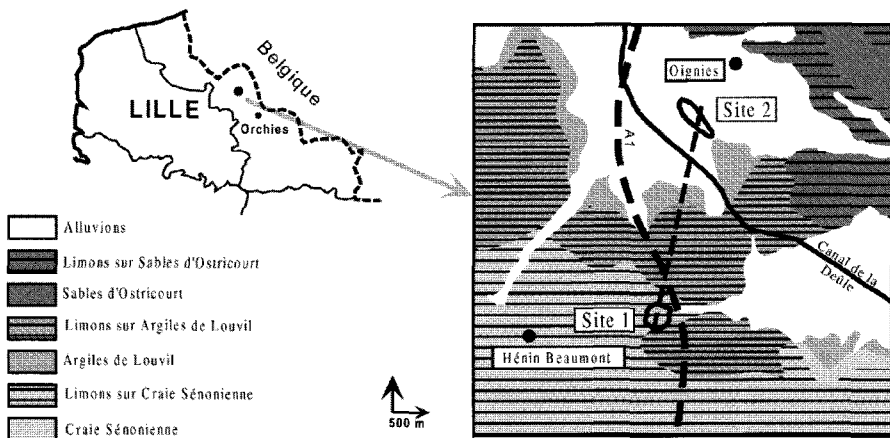 Belgique
LILLE
Orchies
Alluvions
Limons sur Sables d'Ostricourt
Sables d'Ostricourt
Limons sur Argiles de Louvil
Argiles de Louvil
Limons sur Craie Sénonienne
Craie Sénonienne
500 m
Oignies
Site 2
A1
Canal de la
Deûle
Site 1
Hénin Beaumont